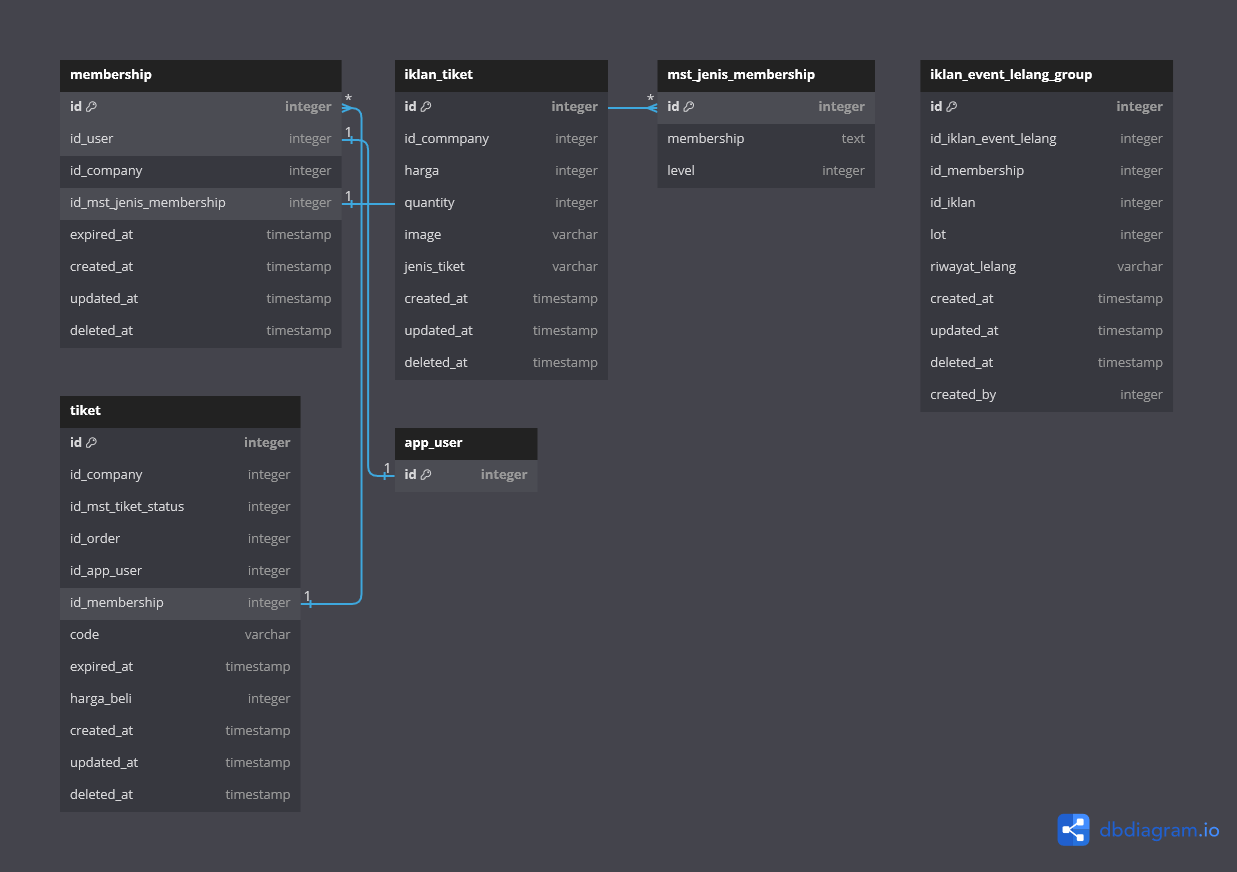 membership
id integer
id_user integer
id_company integer
id_mst_jenis_membership integer
expired_at timestamp
created_at timestamp
updated_at timestamp
deleted_at timestamp
* 
1
1
iklan_tiket
id integer
id_commpany integer
harga integer
quantity integer
image varchar
jenis_tiket varchar
created_at timestamp
updated_at timestamp
deleted_at timestamp
*
mst_jenis_membership
id integer
membership text
level integer
iklan_event_lelang_group
id integer
id_iklan_event_lelang integer
id_membership integer
id_iklan integer
lot integer
riwayat_lelang varchar
created_at timestamp
updated_at timestamp
deleted_at timestamp
created_by integer
tiket
id integer
id_company integer
id_mst_tiket_status integer
id_order integer
id_app_user integer
id_membership integer
code varchar
expired_at timestamp
harga_beli integer
created_at timestamp
updated_at timestamp
deleted_at timestamp
1
1
app_user
id integer
dbdiagram.io